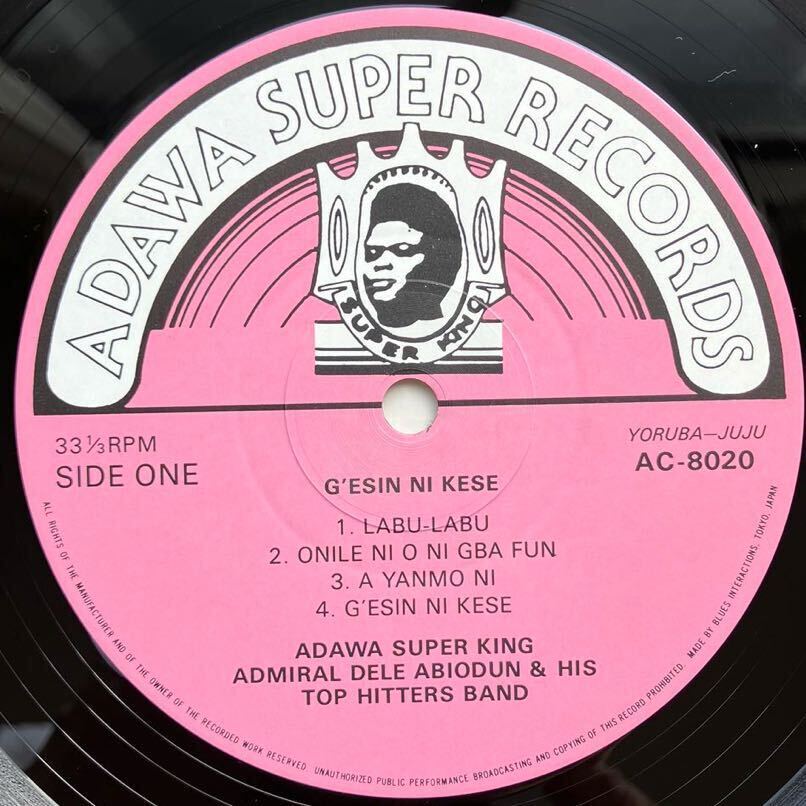 ADAWA SUPER RECORDS
SUPER KING
33⅓RPM
SIDE ONE
YORUBA—JUJU
AC-8020
G'ESIN NI KESE
1. LABU-LABU
2. ONILE NI O NI GBA FUN
3. A YANMO NI
4. G'ESIN NI KESE
ADAWA SUPER KING
ADMIRAL DELE ABIODUN & HIS
TOP HITTERS BAND
ALL RIGHTS OF THE MANUFACTURER AND OF THE OWNER OF THE RECORDED WORK RESERVED. UNAUTHORIZED PUBLIC PERFORMANCE BROADCASTING AND COPYING OF THIS RECORD PROHIBITED. MADE BY BLUES INTERACTIONS, TOKYO, JAPAN